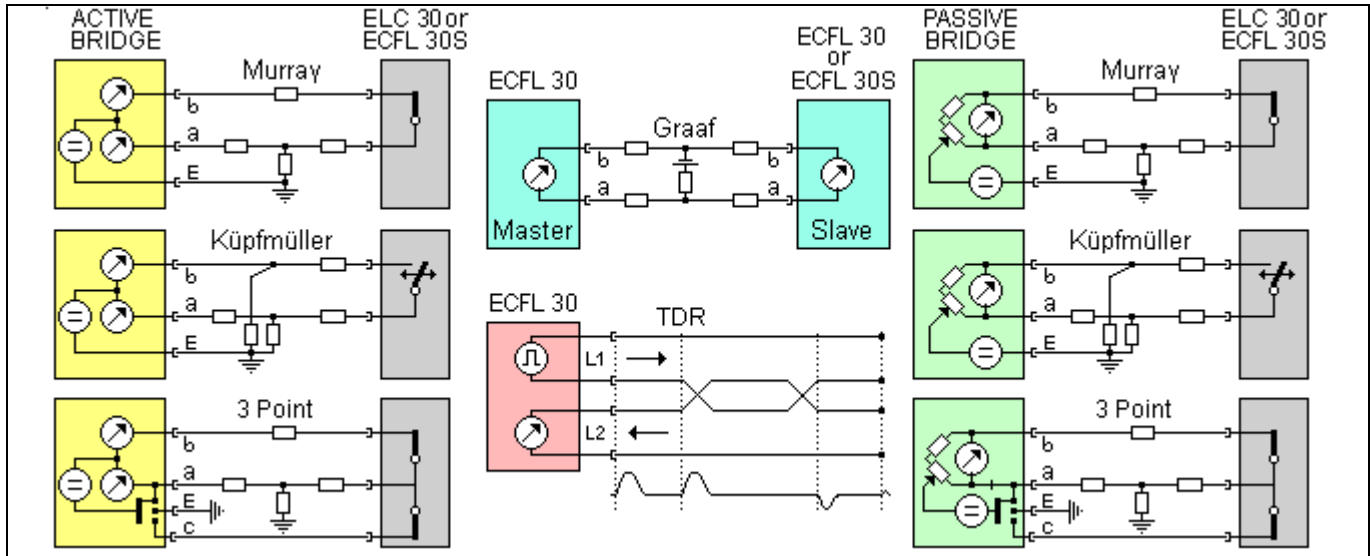 ACTIVE
BRIDGE
ELC 30 or
ECFL 30S
Murray
b
a
E
Küpfmüller
b
a
E
3 Point
b
a
E
c
ECFL 30
ECFL 30
or
ECFL 30S
Graaf
b
b
a
a
Master
Slave
ECFL 30
TDR
L1
L2
PASSIVE
BRIDGE
ELC 30 or
ECFL 30S
Murray
b
a
E
Küpfmüller
b
a
E
3 Point
b
a
E
c